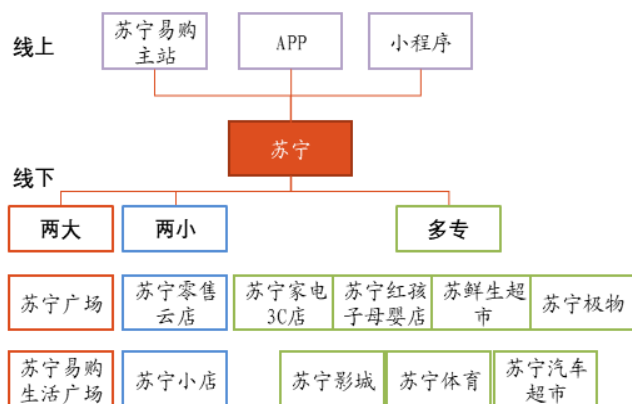 线上
苏宁易购
主站
APP
小程序
苏宁
线下
两大
两小
多专
苏宁广场
苏宁零售
云店
苏宁家电
3C店
苏宁红孩
子母婴店
苏鲜生超
市
苏宁极物
苏宁易购
生活广场
苏宁小店
苏宁影城
苏宁体育
苏宁汽车
超市